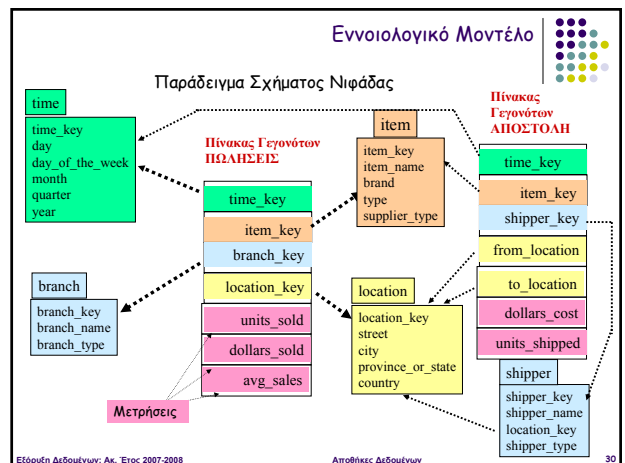 Εννοιολογικό Μοντέλο
Παράδειγμα Σχήματος Νιφάδας
time
time_key
day
day_of_the_week
month
quarter
year
Πίνακας Γεγονότων
ΠΩΛΗΣΕΙΣ
time_key
item_key
branch_key
location_key
units_sold
dollars_sold
avg_sales
Μετρήσεις
branch
branch_key
branch_name
branch_type
item
item_key
item_name
brand
type
supplier_type
location
location_key
street
city
province_or_state
country
Πίνακας
Γεγονότων
ΑΠΟΣΤΟΛΗ
time_key
item_key
shipper_key
from_location
to_location
dollars_cost
units_shipped
shipper
shipper_key
shipper_name
location_key
shipper_type
Εξόρυξη Δεδομένων: Ακ. Έτος 2007-2008
Αποθήκες Δεδομένων
30